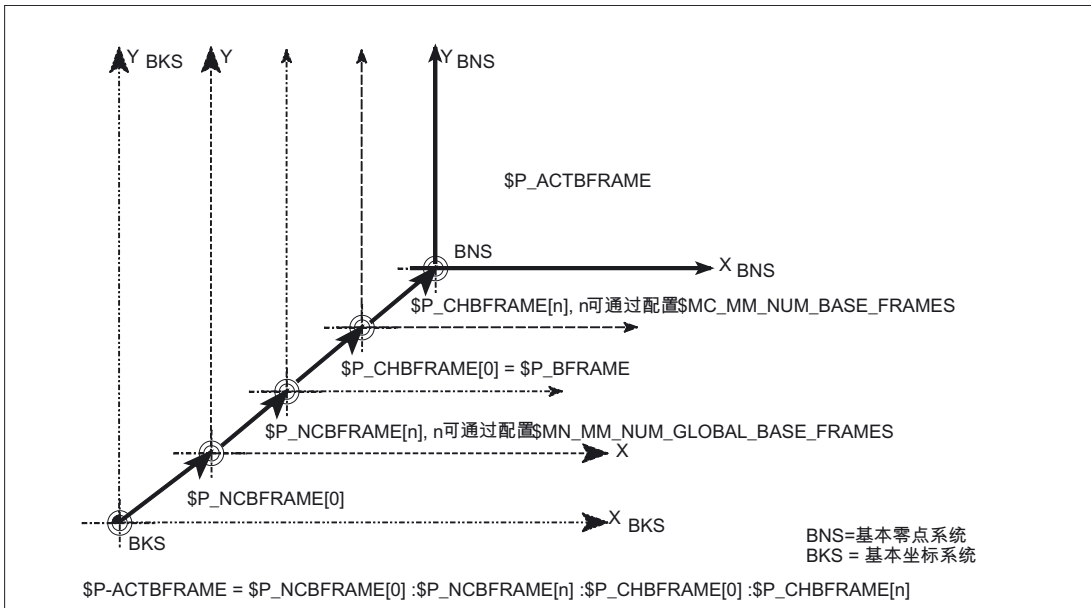 Y BKS
Y
Y BNS
$P_ACTBFRAME
BNS
X BNS
$P_CHBFRAME[n], n可通过配置$MC_MM_NUM_BASE_FRAMES
$P_CHBFRAME[0] = $P_BFRAME
$P_NCBFRAME[n], n可通过配置$MN_MM_NUM_GLOBAL_BASE_FRAMES
X
$P_NCBFRAME[0]
X BKS
BKS
BNS=基本零点系统
BKS = 基本坐标系统
$P-ACTBFRAME = $P_NCBFRAME[0] :$P_NCBFRAME[n] :$P_CHBFRAME[0] :$P_CHBFRAME[n]